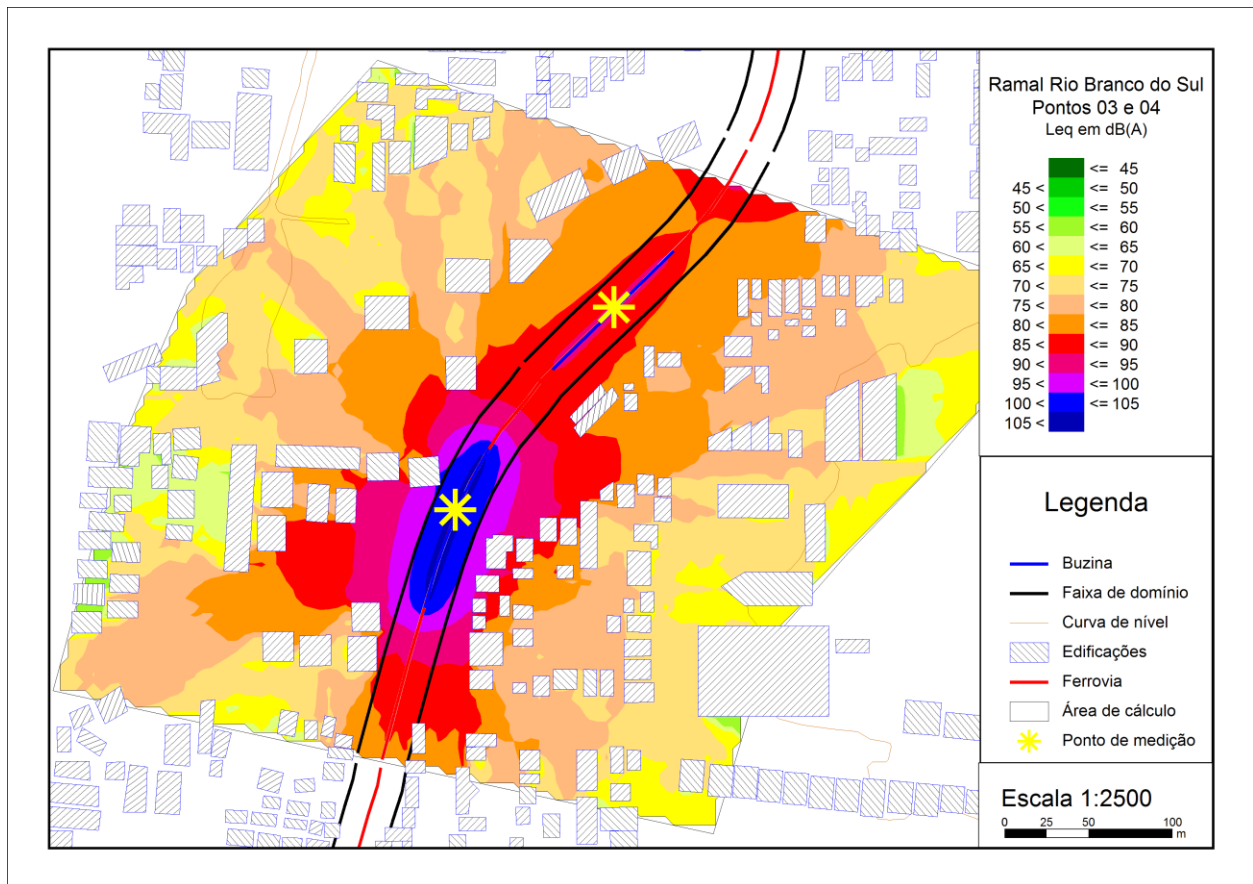 Ramal Rio Branco do Sul
Pontos 03 e 04
Leq em dB(A)
<= 45
45 < <= 50
50 < <= 55
55 < <= 60
60 < <= 65
65 < <= 70
70 < <= 75
75 < <= 80
80 < <= 85
85 < <= 90
90 < <= 95
95 < <= 100
100 < <= 105
105 <
Legenda
Buzina
Faixa de domínio
Curva de nível
Edificações
Ferrovia
Área de cálculo
Ponto de medição
Escala 1:2500
0 25 50 100
m